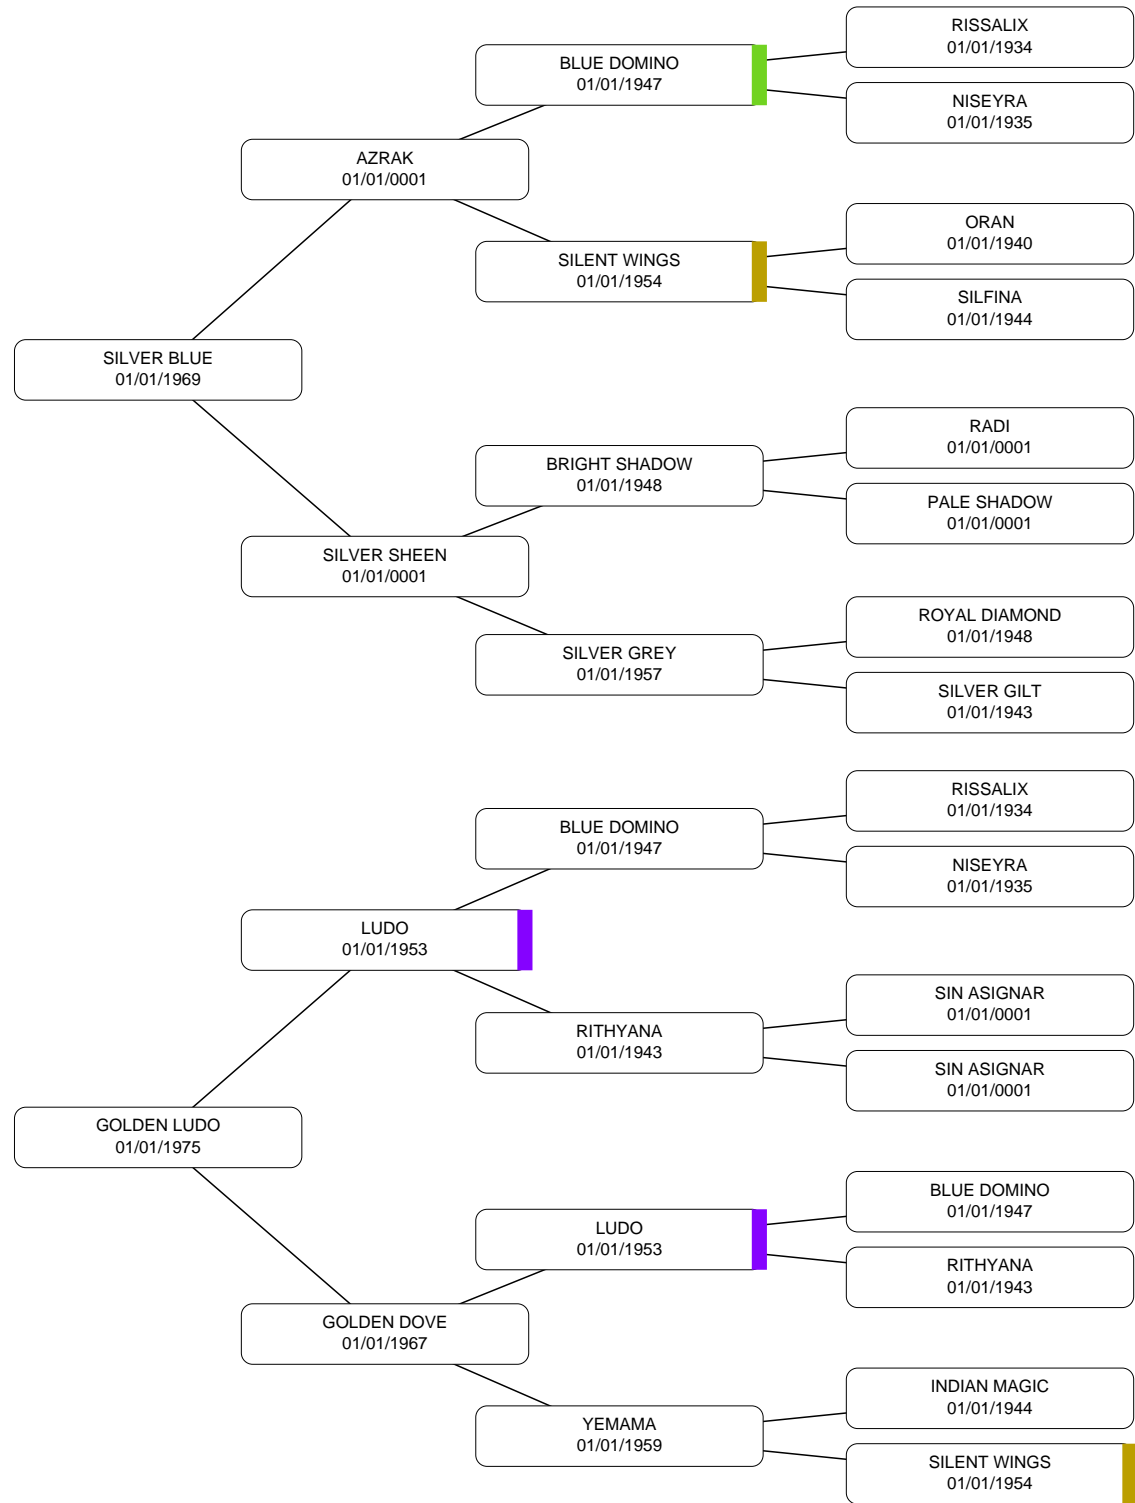 RISSALIX
01/01/1934
BLUE DOMINO
01/01/1947
NISEYRA
01/01/1935
AZRAK
01/01/0001
ORAN
01/01/1940
SILENT WINGS
01/01/1954
SILFINA
01/01/1944
SILVER BLUE
01/01/1969
RADI
01/01/0001
BRIGHT SHADOW
01/01/1948
PALE SHADOW
01/01/0001
SILVER SHEEN
01/01/0001
ROYAL DIAMOND
01/01/1948
SILVER GREY
01/01/1957
SILVER GILT
01/01/1943
RISSALIX
01/01/1934
BLUE DOMINO
01/01/1947
NISEYRA
01/01/1935
LUDO
01/01/1953
SIN ASIGNAR
01/01/0001
RITHYANA
01/01/1943
SIN ASIGNAR
01/01/0001
GOLDEN LUDO
01/01/1975
BLUE DOMINO
01/01/1947
LUDO
01/01/1953
RITHYANA
01/01/1943
GOLDEN DOVE
01/01/1967
INDIAN MAGIC
01/01/1944
YEMAMA
01/01/1959
SILENT WINGS
01/01/1954